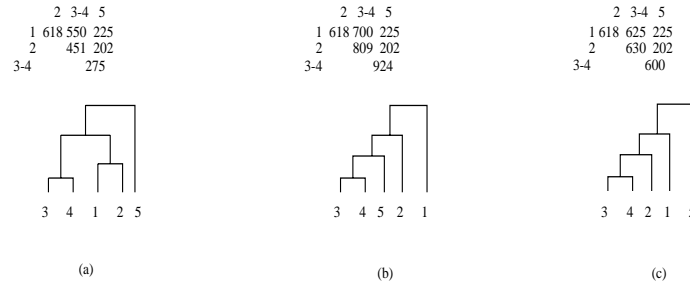 2 3-4 5
1 618 550 225
2 451 202
3-4 275
3 4 1 2 5
(a)
2 3-4 5
1 618 700 225
2 809 202
3-4 924
3 4 5 2 1
(b)
2 3-4 5
1 618 625 225
2 630 202
3-4 600
3 4 2 1
(c)